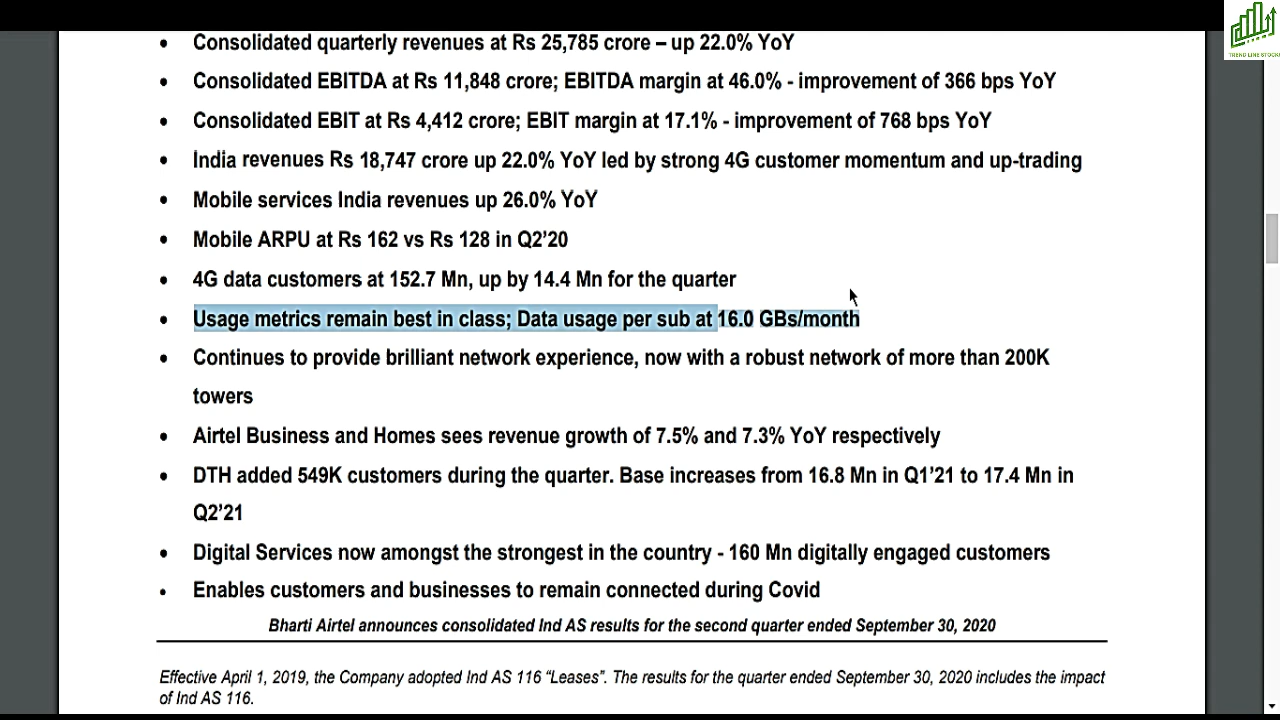 TREND LINE STOCKS
• Consolidated quarterly revenues at Rs 25,785 crore – up 22.0% YoY
• Consolidated EBITDA at Rs 11,848 crore; EBITDA margin at 46.0% - improvement of 366 bps YoY
• Consolidated EBIT at Rs 4,412 crore; EBIT margin at 17.1% - improvement of 768 bps YoY
• India revenues Rs 18,747 crore up 22.0% YoY led by strong 4G customer momentum and up-trading
• Mobile services India revenues up 26.0% YoY
• Mobile ARPU at Rs 162 vs Rs 128 in Q2’20
• 4G data customers at 152.7 Mn, up by 14.4 Mn for the quarter
• Usage metrics remain best in class; Data usage per sub at 16.0 GBs/month
• Continues to provide brilliant network experience, now with a robust network of more than 200K
towers
• Airtel Business and Homes sees revenue growth of 7.5% and 7.3% YoY respectively
• DTH added 549K customers during the quarter. Base increases from 16.8 Mn in Q1’21 to 17.4 Mn in
Q2’21
• Digital Services now amongst the strongest in the country - 160 Mn digitally engaged customers
• Enables customers and businesses to remain connected during Covid
Bharti Airtel announces consolidated Ind AS results for the second quarter ended September 30, 2020
Effective April 1, 2019, the Company adopted Ind AS 116 “Leases”. The results for the quarter ended September 30, 2020 includes the impact
of Ind AS 116.